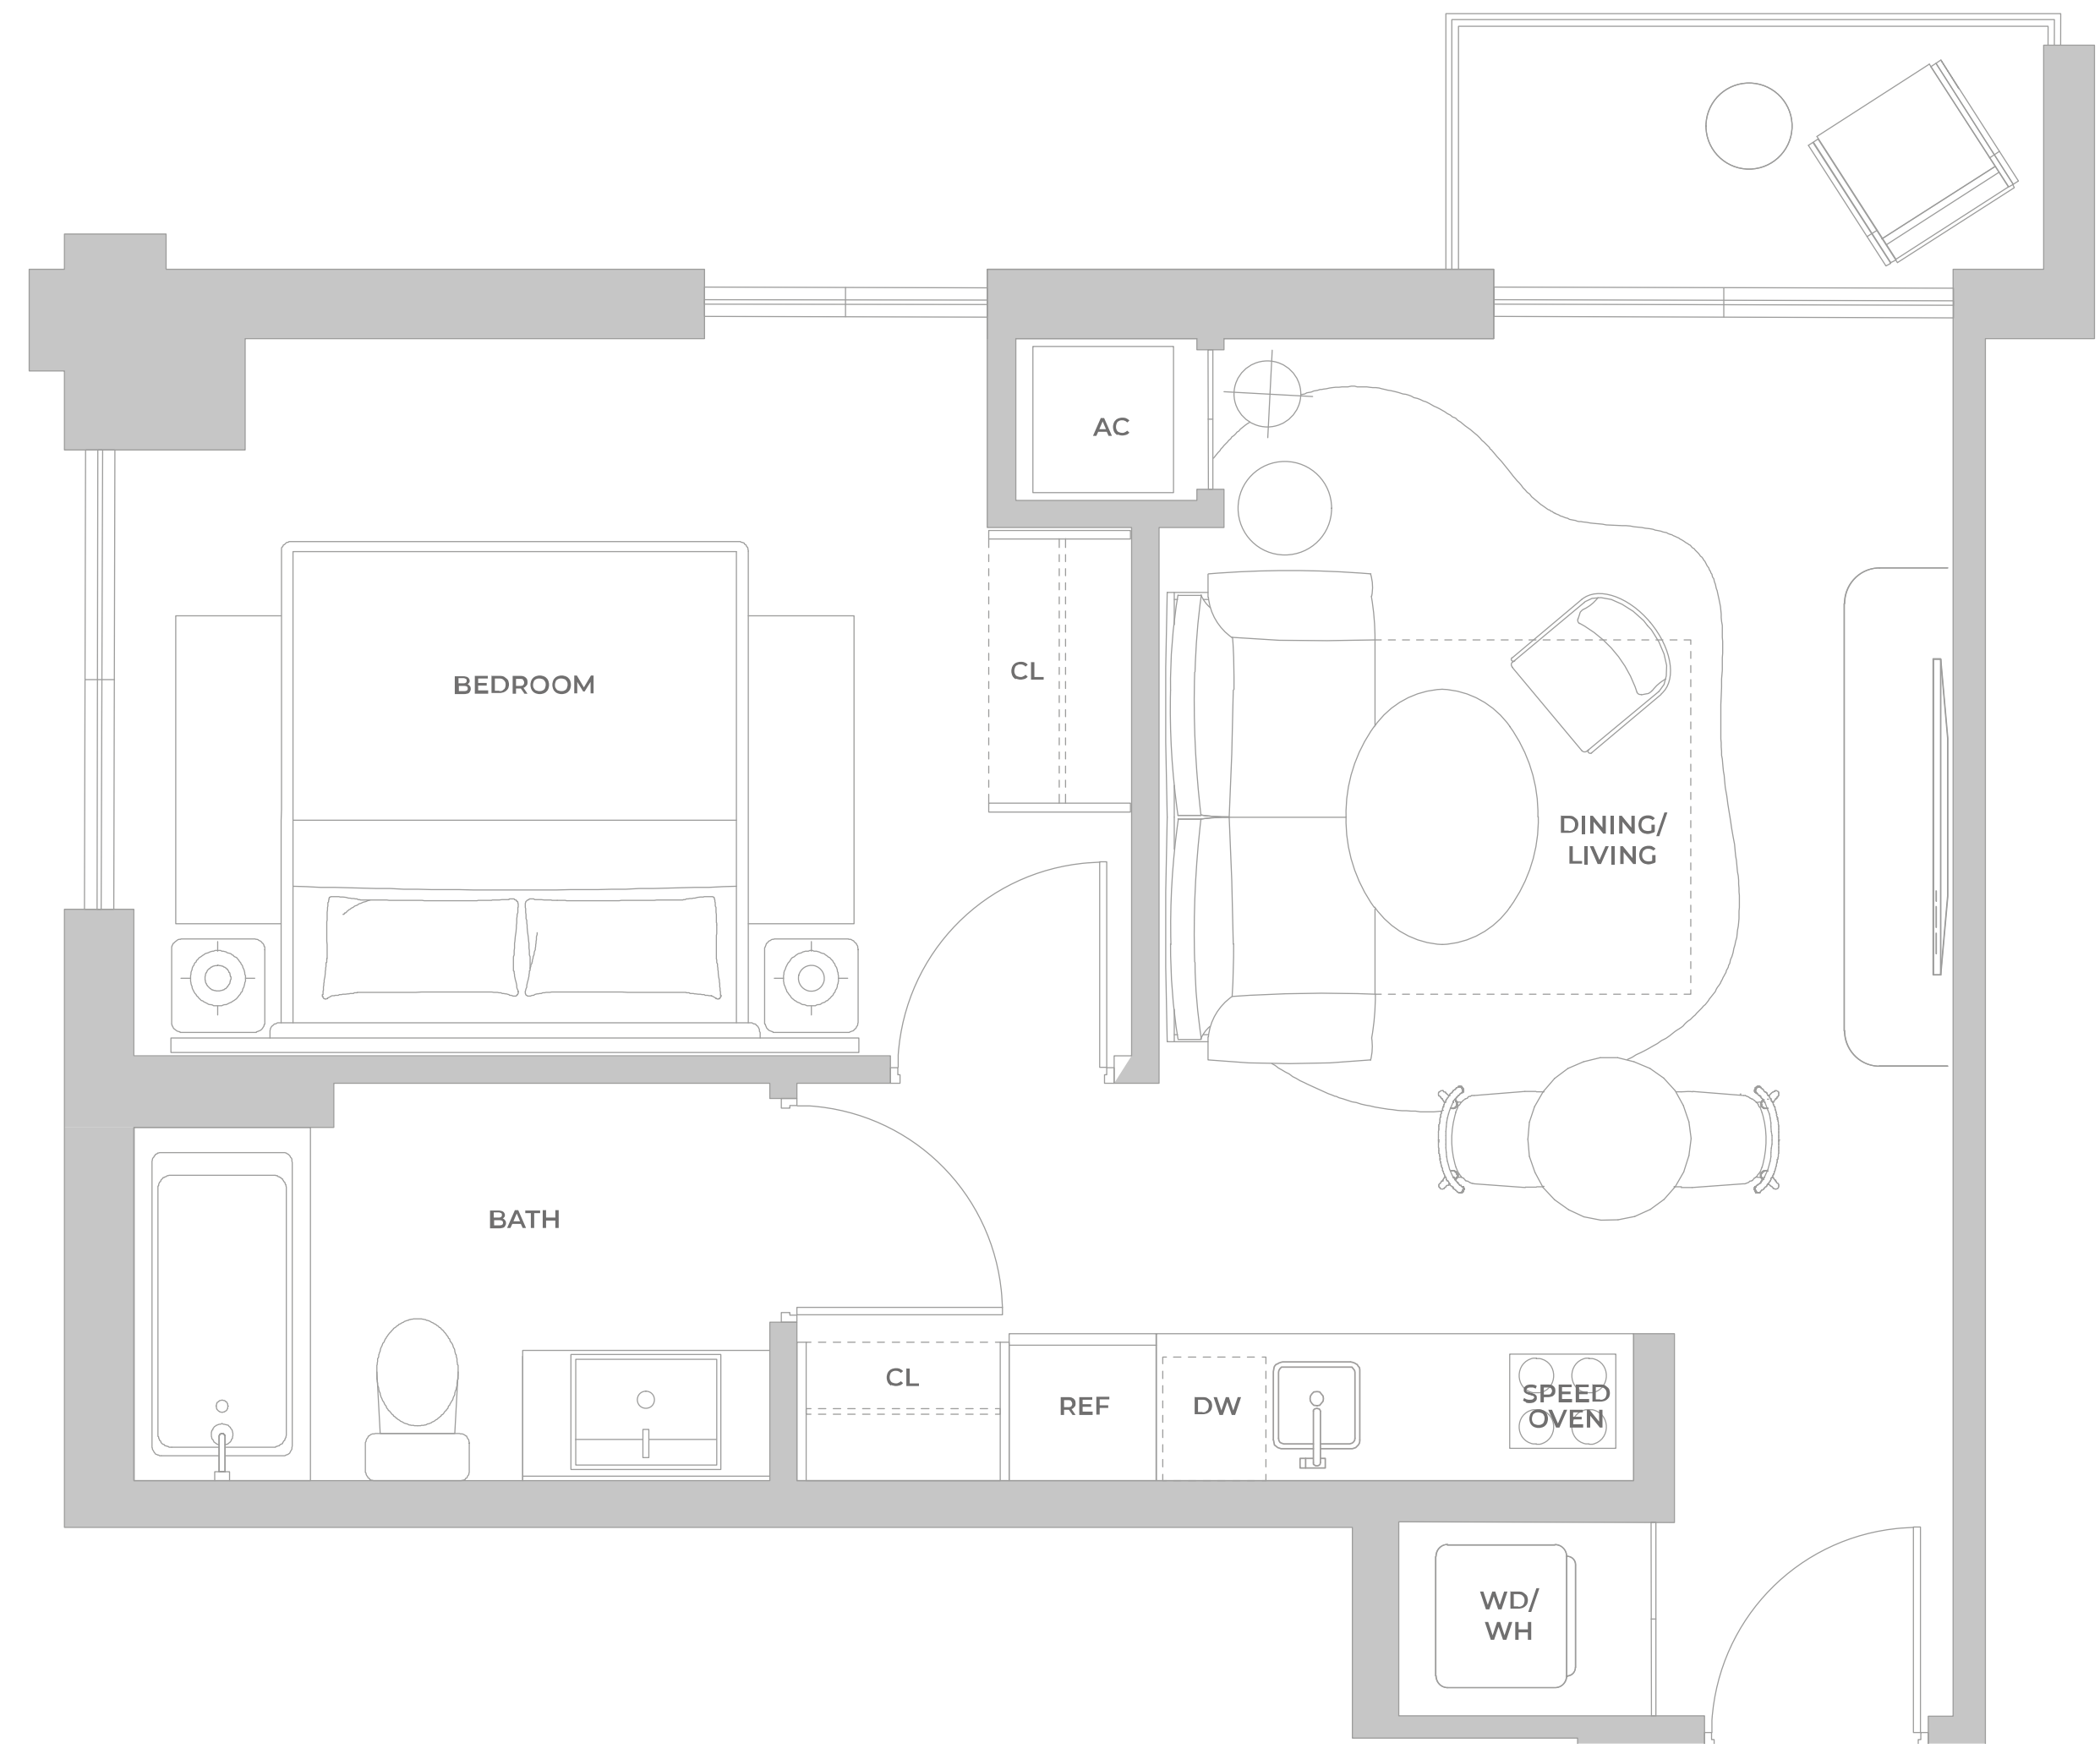 AC
CL
BEDROOM
DINING/
LIVING
BATH
CL
REF
DW
SPEED
OVEN
WD/
WH